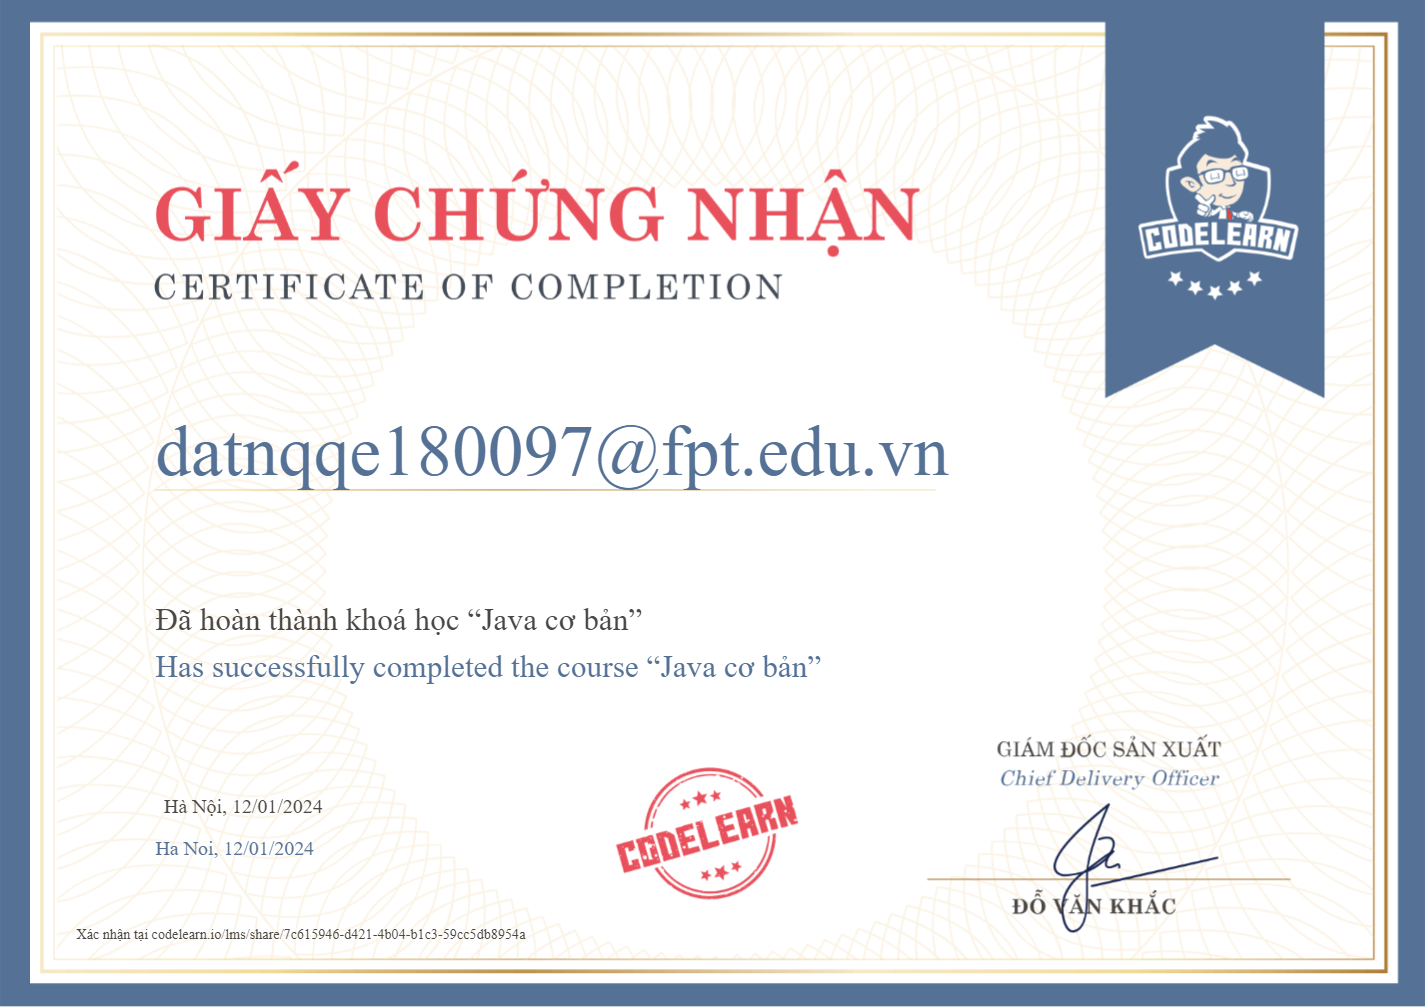 GIẤY CHỨNG NHẬN
CERTIFICATE OF COMPLETION
CODELEARN
datnqqe180097@fpt.edu.vn
Đã hoàn thành khoá học “Java cơ bản”
Has successfully completed the course “Java cơ bản”
GIÁM ĐỐC SẢN XUẤT
Chief Delivery Officer
Hà Nội, 12/01/2024
Ha Noi, 12/01/2024
CODELEARN
ĐỖ VĂN KHẮC
Xác nhận tại codelearn.io/lms/share/7c615946-d421-4b04-b1c3-59cc5db8954a